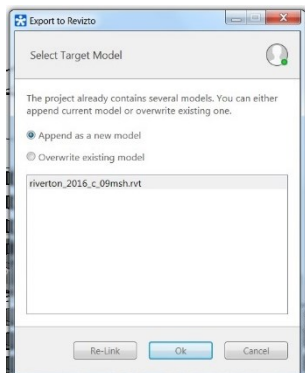 Export to Revizto
Select Target Model
The project already contains several models. You can either
append current model or overwrite existing one.
Append as a new model
Overwrite existing model
riverton_2016_c_09msh.rvt
Re-Link
Ok
Cancel